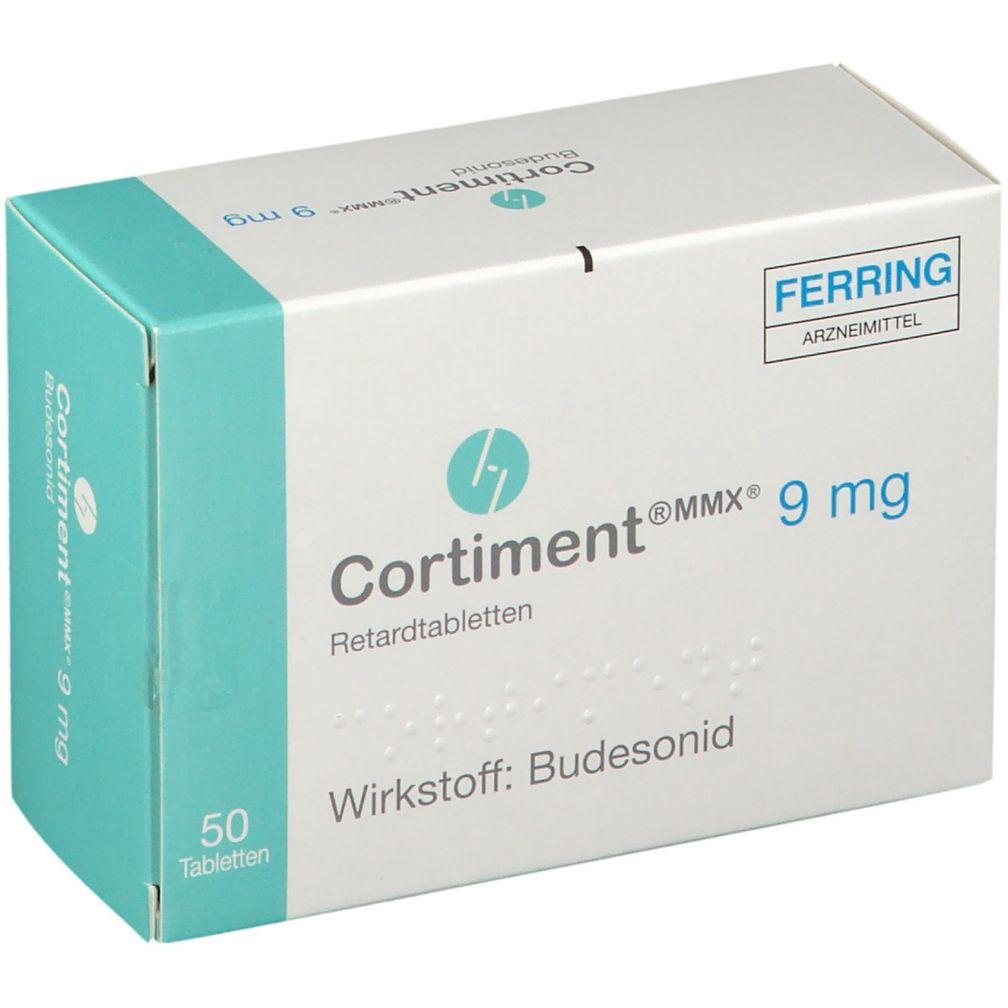 Budesonid
Cortiment®MMX® 9 mg
FERRING
ARZNEIMITTEL
Cortiment®MMX® 9 mg
Retardtabletten
Wirkstoff: Budesonid
50
Tabletten
Cortiment®MMX® 9 mg
Budesonid